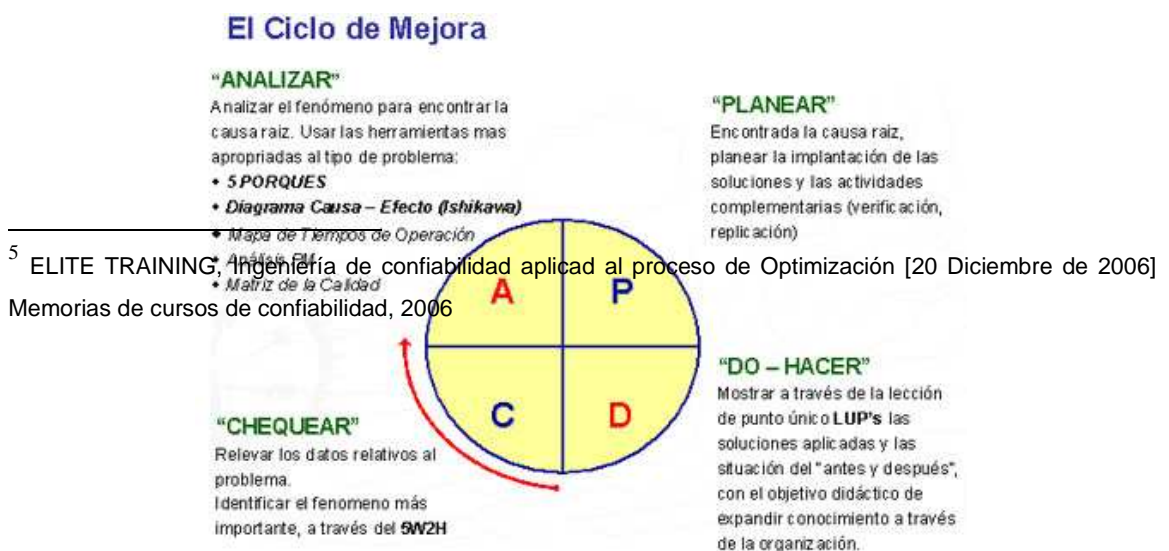 El Ciclo de Mejora
“ANALIZAR”
Analizar el fenómeno para encontrar la
causa raiz. Usar las herramientas mas
apropiadas al tipo de problema:
• 5 PORQUES
• Diagrama Causa – Efecto (Ishikawa)
• Mapa de Tiempos de Operación
• Análisis PM
• Matriz de la Calidad
“PLANEAR”
Encontrada la causa raiz,
planear la implantación de las
soluciones y las actividades
complementarias (verificación,
replicación)
5 ELITE TRAINING, Ingeniería de confiabilidad aplicad al proceso de Optimización [20 Diciembre de 2006]
Memorias de cursos de confiabilidad, 2006
A
P
C
D
“CHEQUEAR”
Relevar los datos relativos al
problema.
Identificar el fenomeno más
importante, a través del 5W2H
“DO – HACER”
Mostrar a través de la lección
de punto único LUP's las
soluciones aplicadas y las
situación del "antes y después",
con el objetivo didáctico de
expandir conocimiento a través
de la organización.